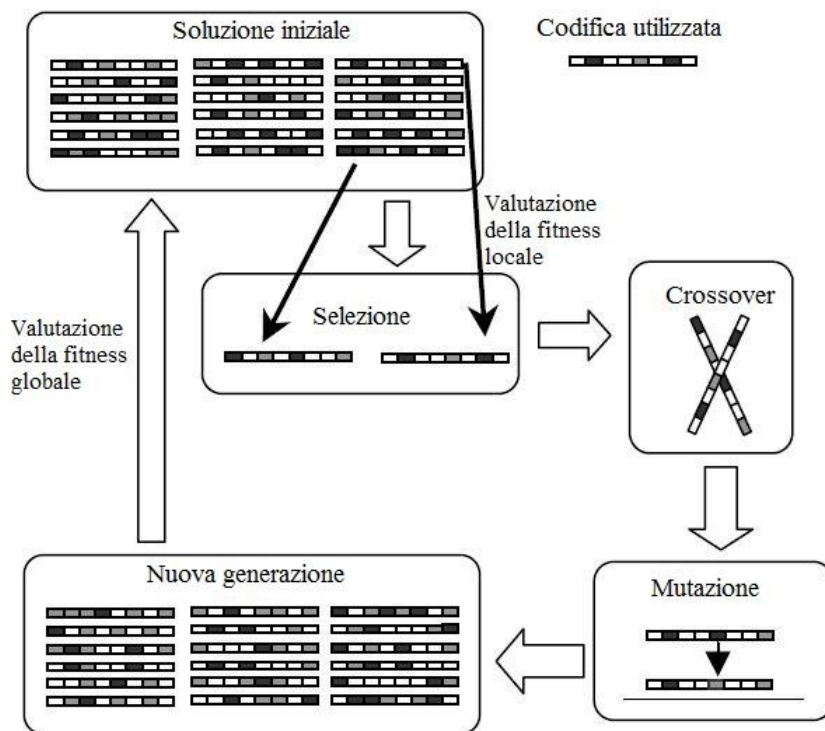 Soluzione iniziale
Codifica utilizzata
Valutazione
della fitness
locale
Selezione
Crossover
Valutazione
della fitness
globale
Nuova generazione
Mutazione